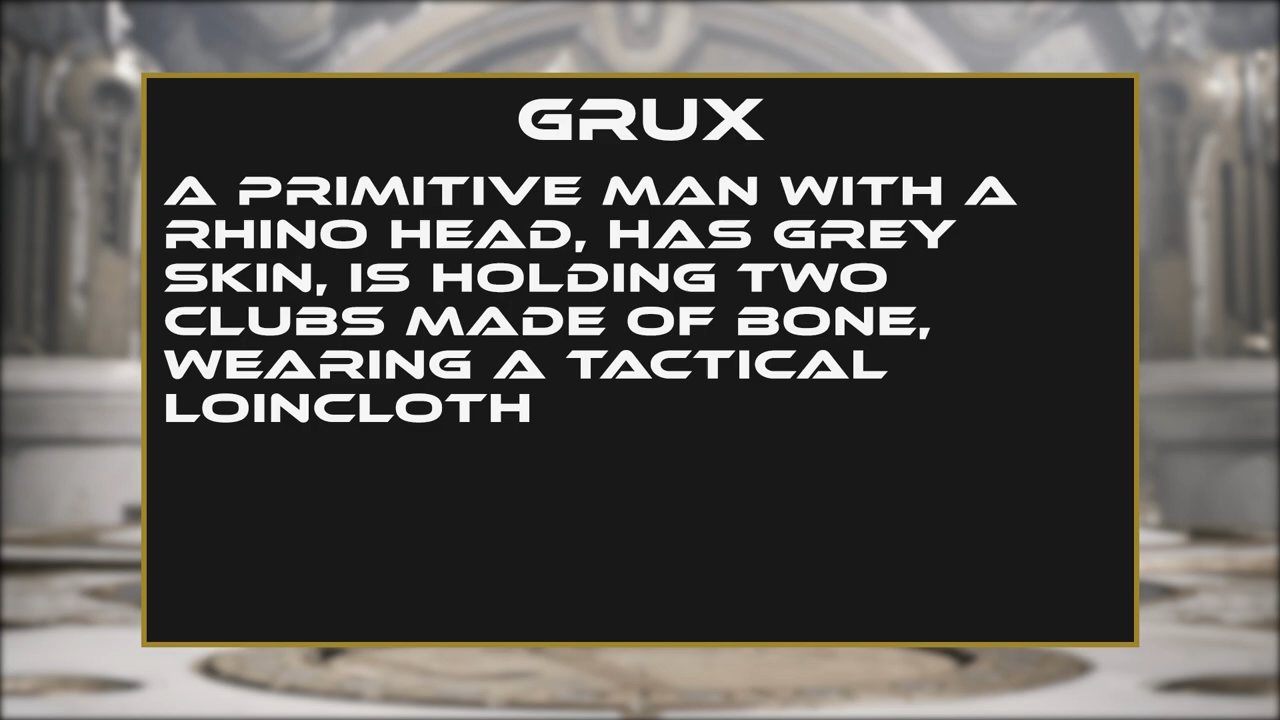 GRUX
A PRIMITIVE MAN WITH A
RHINO HEAD, HAS GREY
SKIN, IS HOLDING TWO
CLUBS MADE OF BONE,
WEARING A TACTICAL
LOINCLOTH